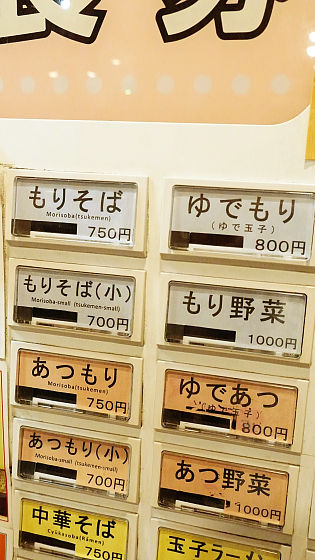 もりそば
Morisoba(tsukemen)
750円
ゆでもり
(ゆで玉子)
800円
もりそば(小)
Morisoba-small (tsukemen-small)
700円
もり野菜
1000円
あつもり
Morisoba(tsukemen)
750円
ゆであつ
(ゆで玉子)
800円
あつもり(小)
Morisoba-small (tsukemen-small)
700円
あつ野菜
1000円
中華そば
Cyukasoba(Rāmen)
750円
玉子ラーメン